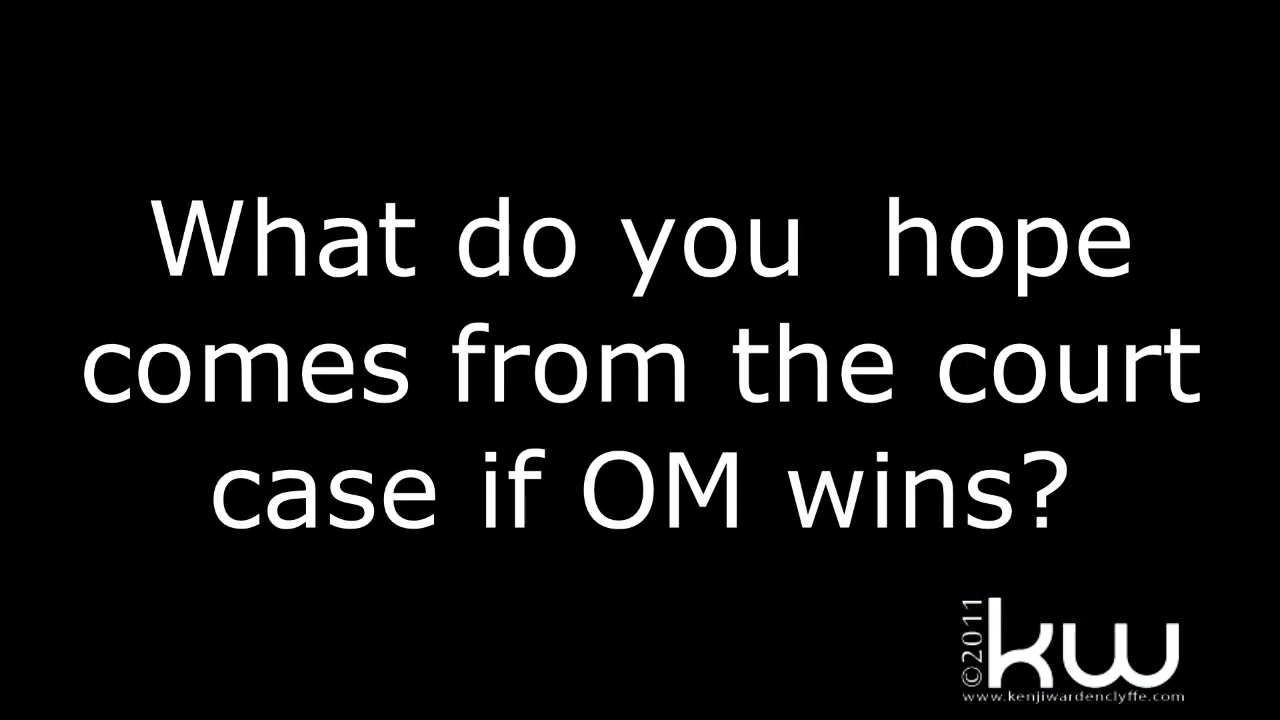 What do you  hope
comes from the court
case if OM wins?
©2011
kw
www.kenjiwardenclyffe.com